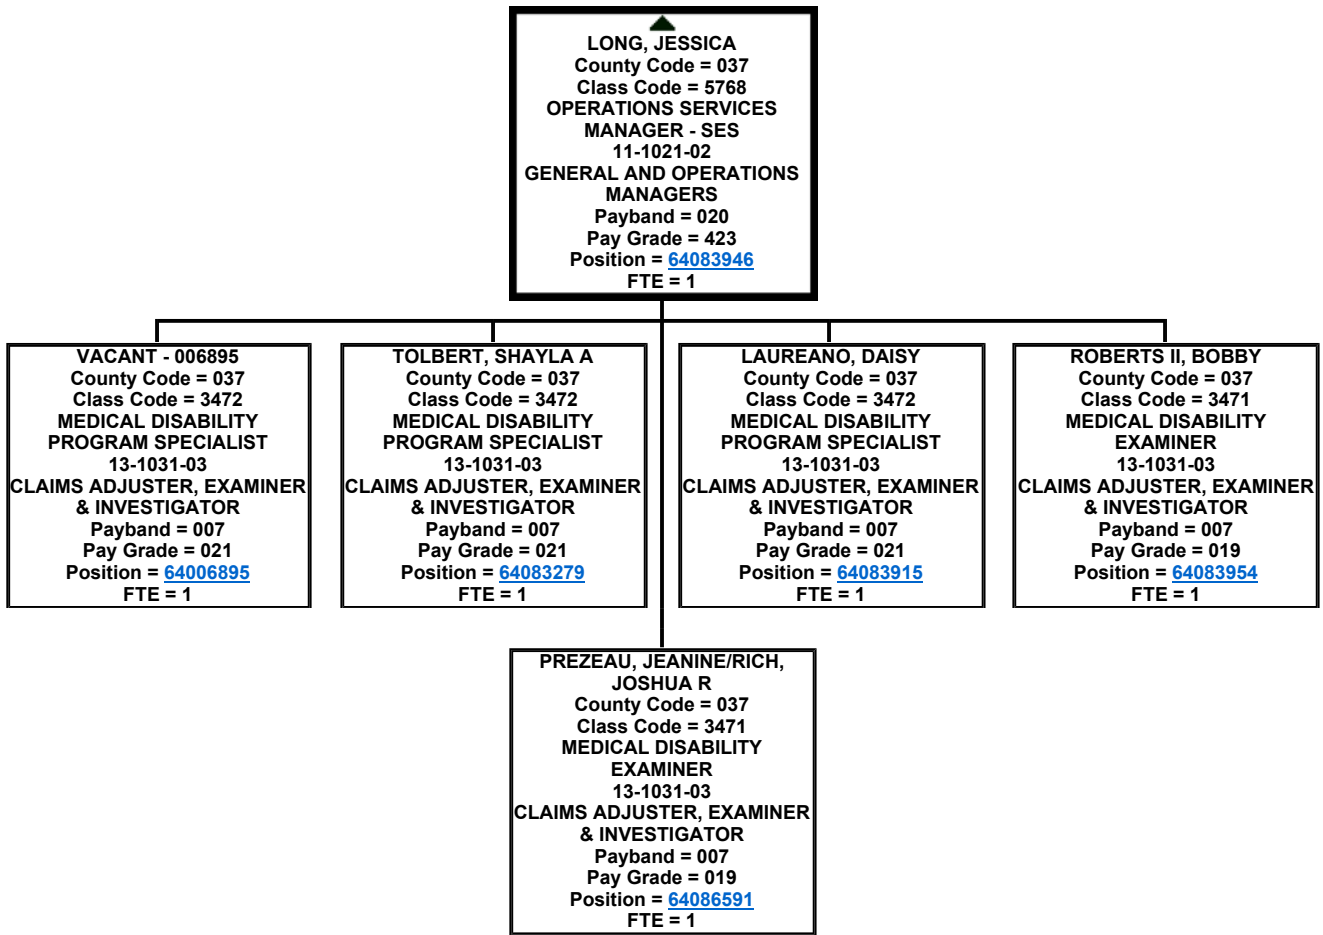 LONG, JESSICA
County Code = 037
Class Code = 5768
OPERATIONS SERVICES
MANAGER - SES
11-1021-02
GENERAL AND OPERATIONS
MANAGERS
Payband = 020
Pay Grade = 423
Position = 64083946
FTE = 1
VACANT - 006895
County Code = 037
Class Code = 3472
MEDICAL DISABILITY
PROGRAM SPECIALIST
13-1031-03
CLAIMS ADJUSTER, EXAMINER
& INVESTIGATOR
Payband = 007
Pay Grade = 021
Position = 64006895
FTE = 1
TOLBERT, SHAYLA A
County Code = 037
Class Code = 3472
MEDICAL DISABILITY
PROGRAM SPECIALIST
13-1031-03
CLAIMS ADJUSTER, EXAMINER
& INVESTIGATOR
Payband = 007
Pay Grade = 021
Position = 64083279
FTE = 1
LAUREANO, DAISY
County Code = 037
Class Code = 3472
MEDICAL DISABILITY
PROGRAM SPECIALIST
13-1031-03
CLAIMS ADJUSTER, EXAMINER
& INVESTIGATOR
Payband = 007
Pay Grade = 021
Position = 64083915
FTE = 1
ROBERTS II, BOBBY
County Code = 037
Class Code = 3471
MEDICAL DISABILITY
EXAMINER
13-1031-03
CLAIMS ADJUSTER, EXAMINER
& INVESTIGATOR
Payband = 007
Pay Grade = 019
Position = 64083954
FTE = 1
PREZEAU, JEANINE/RICH,
JOSHUA R
County Code = 037
Class Code = 3471
MEDICAL DISABILITY
EXAMINER
13-1031-03
CLAIMS ADJUSTER, EXAMINER
& INVESTIGATOR
Payband = 007
Pay Grade = 019
Position = 64086591
FTE = 1